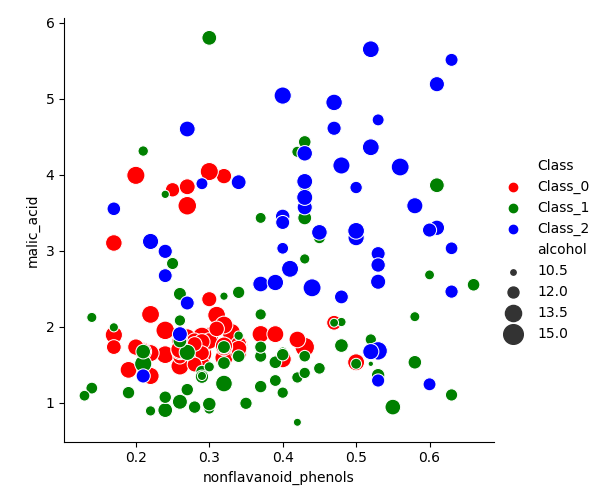 6
5
4
3
2
1
malic_acid
0.2 0.3 0.4 0.5 0.6
nonflavanoid_phenols
Class
Class_0
Class_1
Class_2
alcohol
10.5
12.0
13.5
15.0